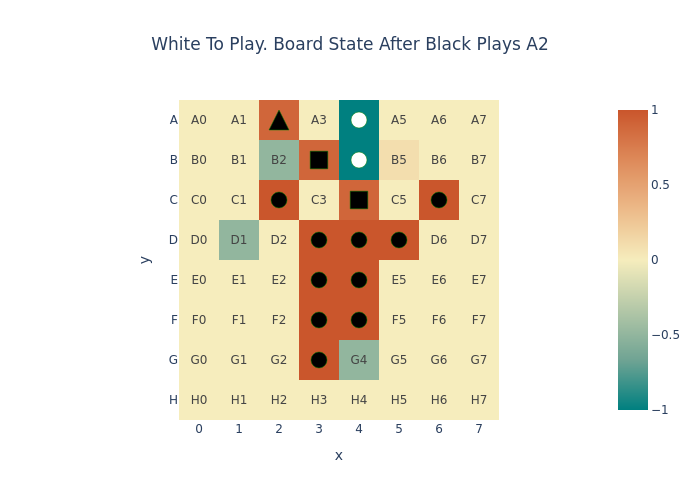 White To Play. Board State After Black Plays A2
A A0 A1 A3 A5 A6 A7
B B0 B1 B2 B5 B6 B7
C C0 C1 C3 C5 C7
D D0 D1 D2 D6 D7
E E0 E1 E2 E5 E6 E7
F F0 F1 F2 F5 F6 F7
G G0 G1 G2 G4 G5 G6 G7
H H0 H1 H2 H3 H4 H5 H6 H7
0 1 2 3 4 5 6 7
x
y
1
0.5
0
−0.5
−1